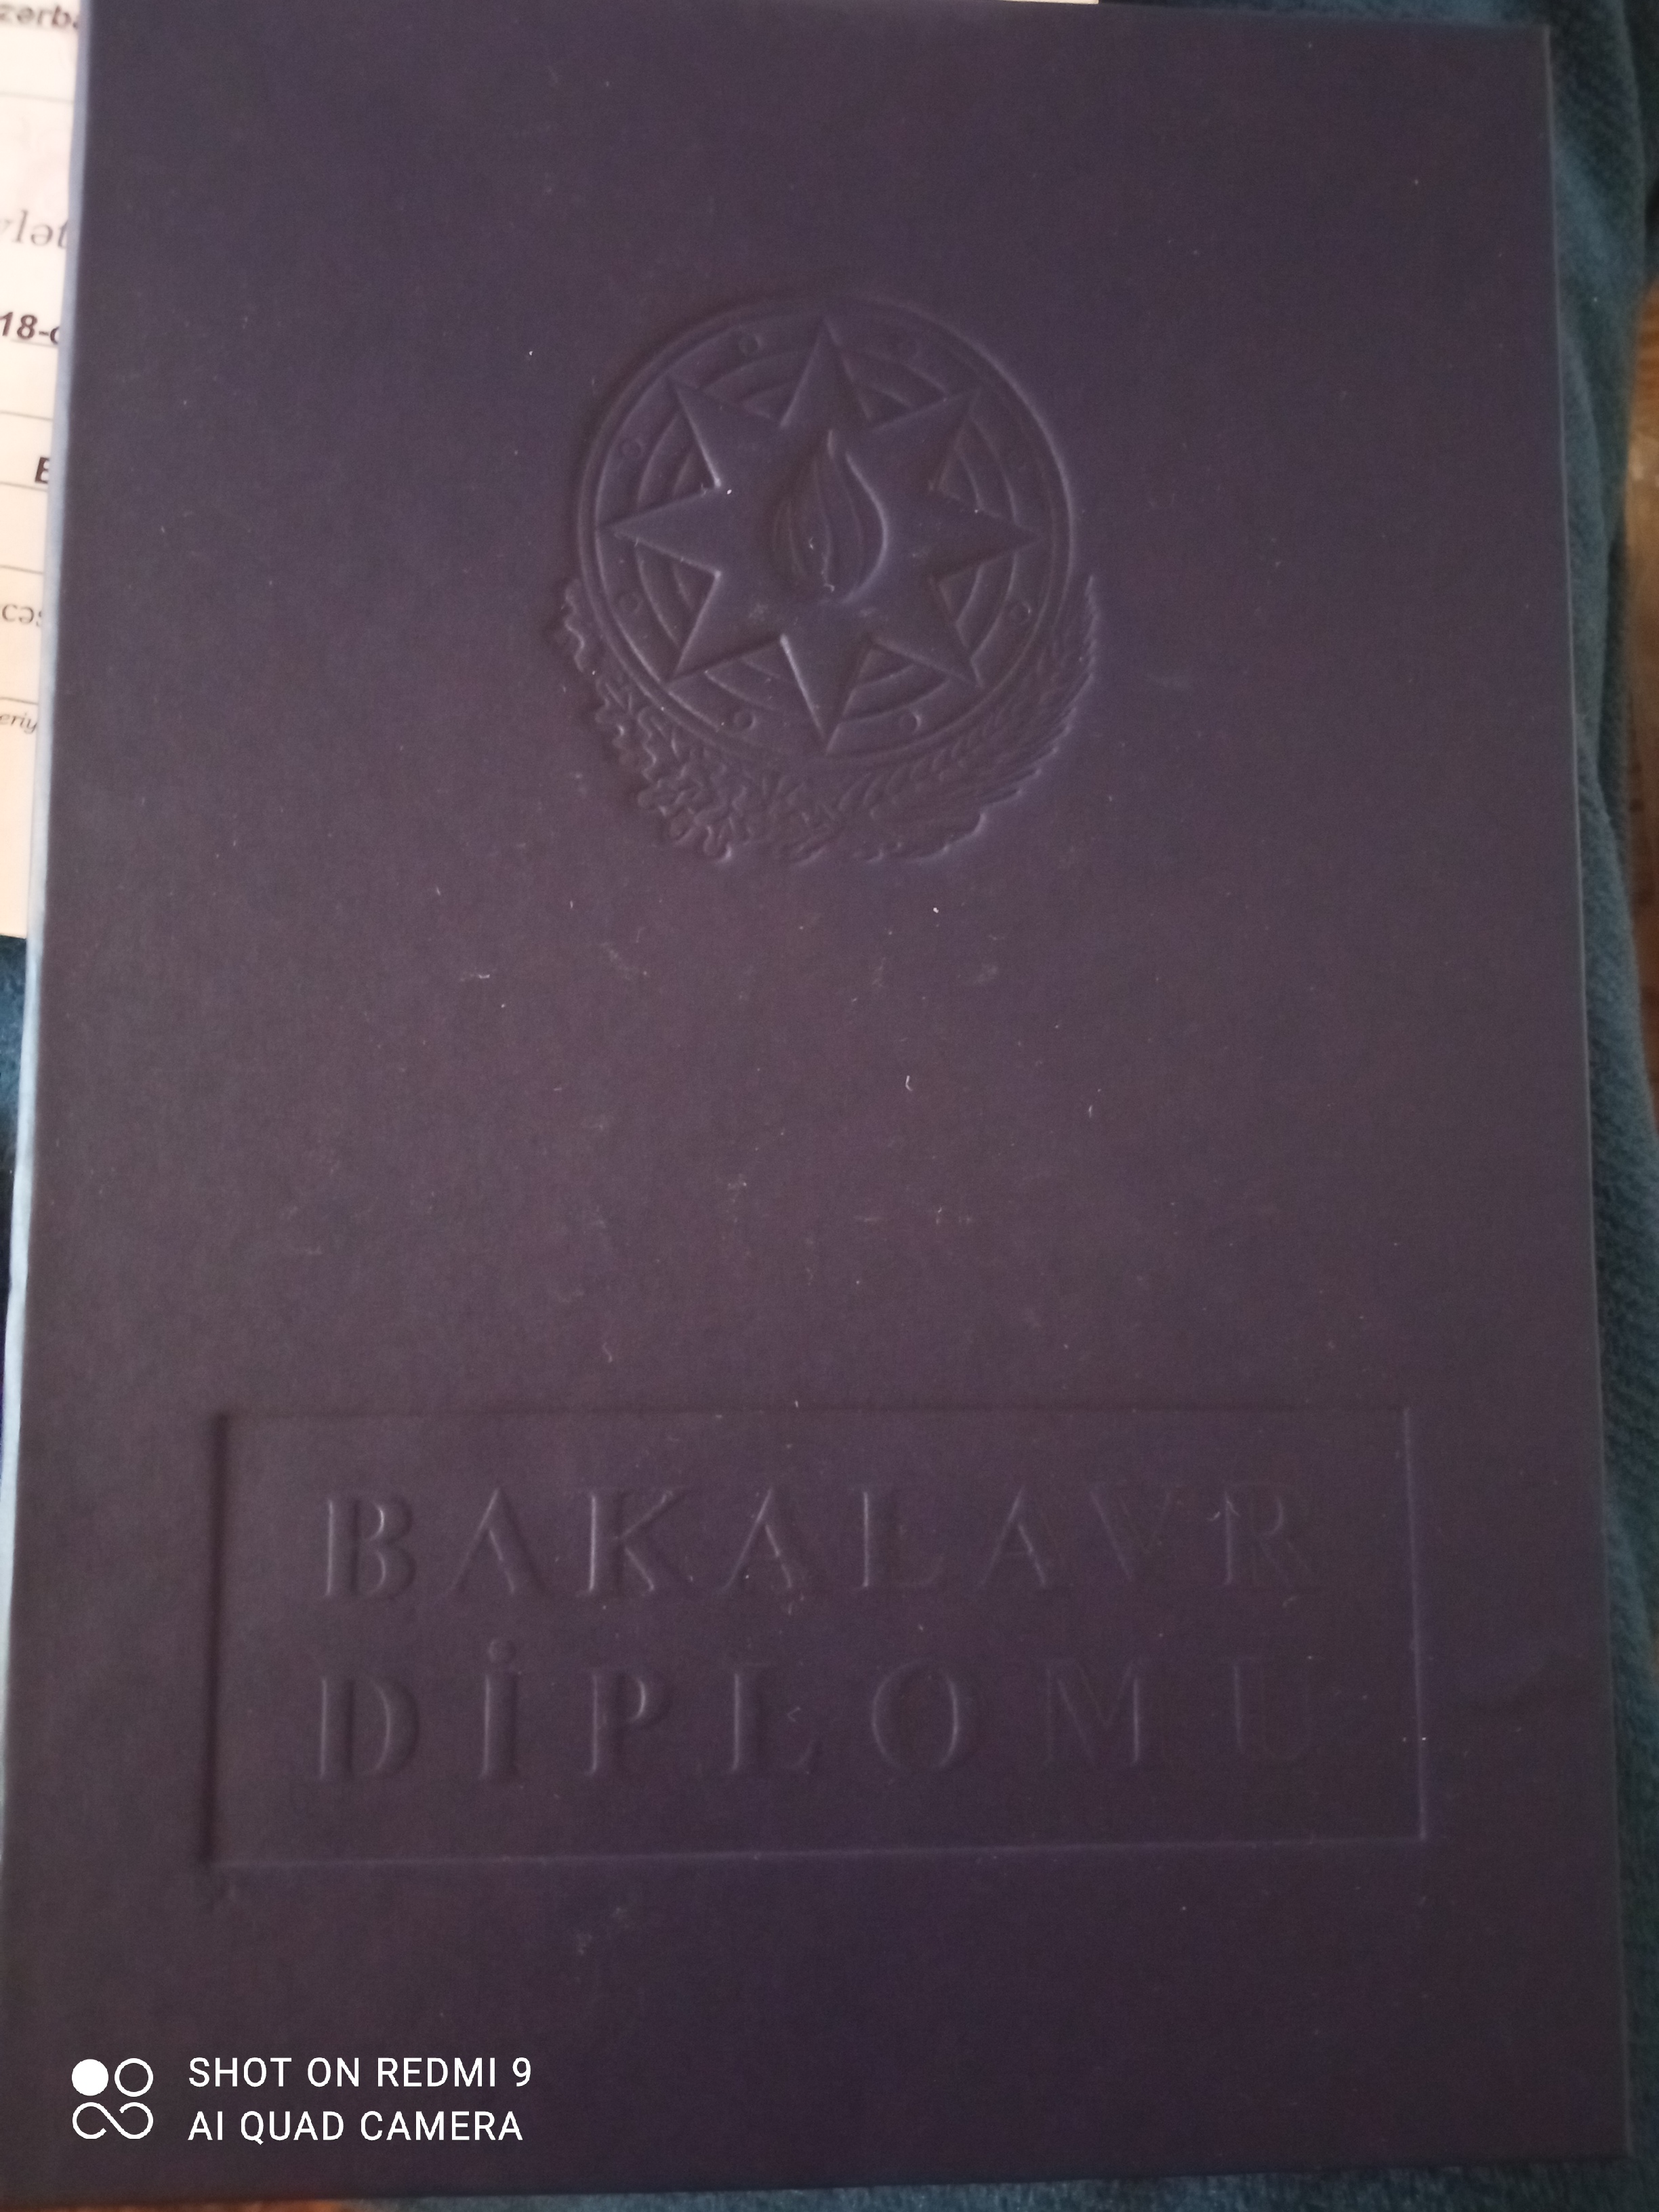 18-
BAKALAVR
DİPLOMU
SHOT ON REDMI 9
AI QUAD CAMERA